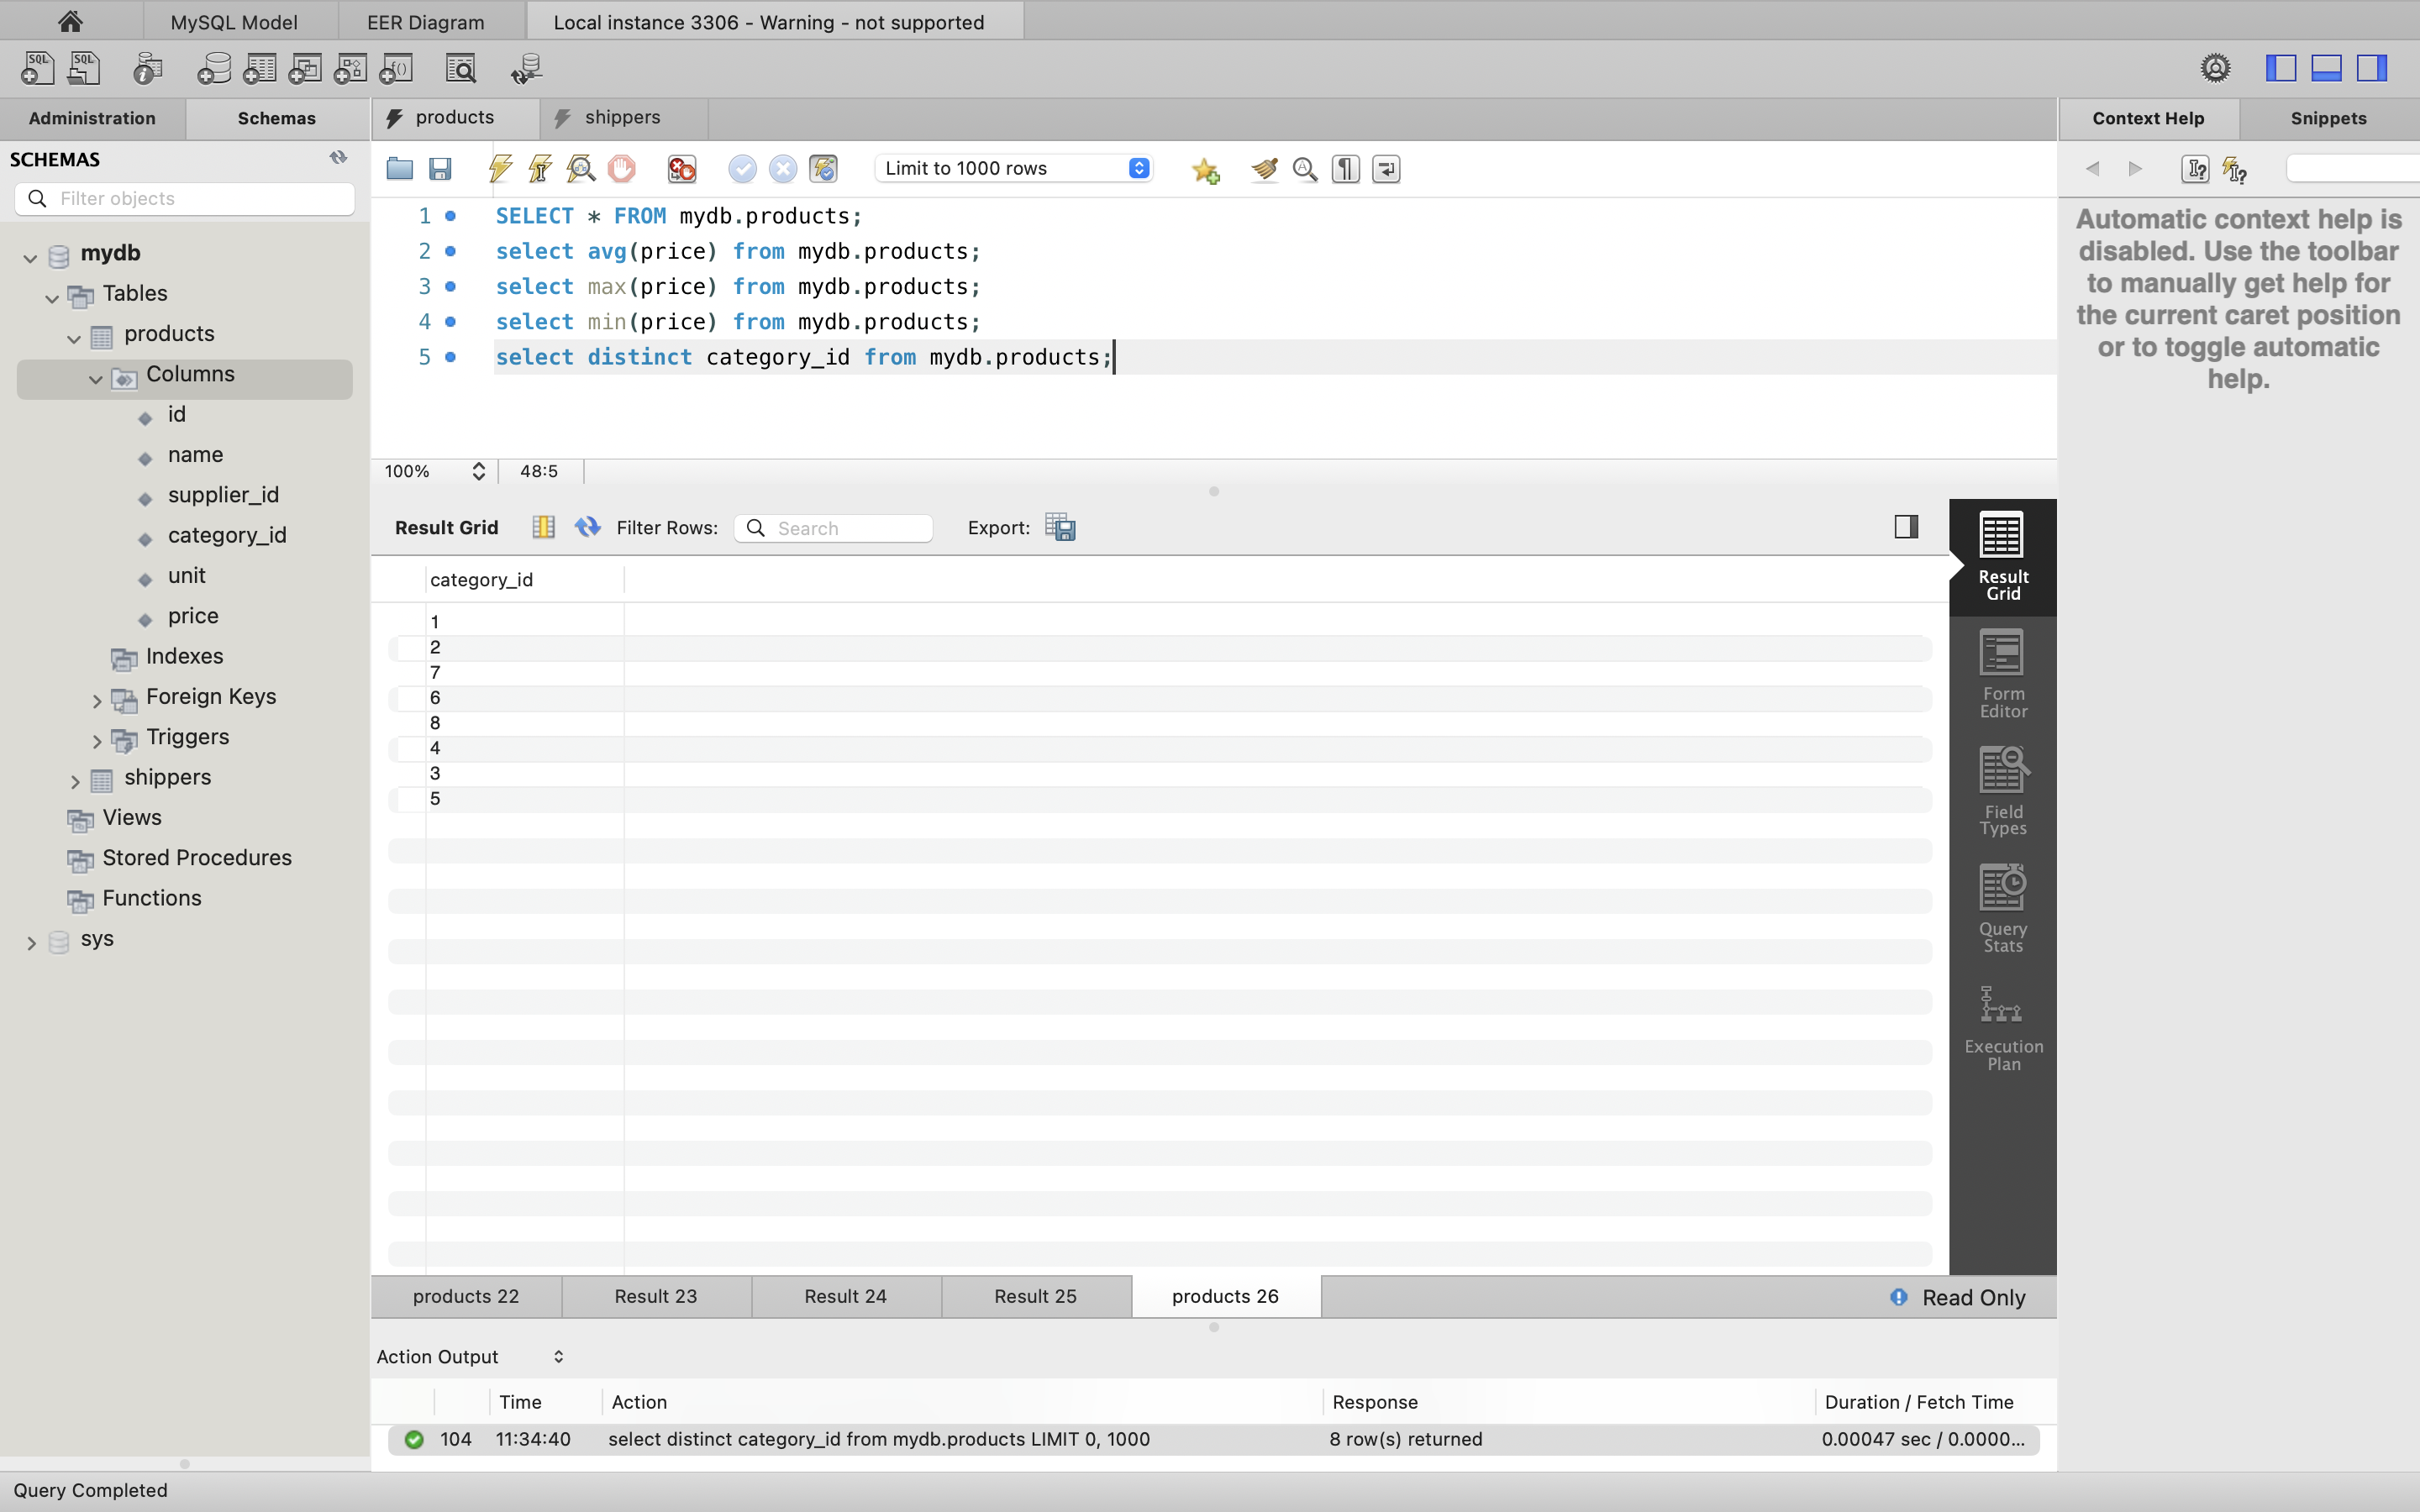 MySQL Model
EER Diagram
Local instance 3306 - Warning - not supported
Administration
Schemas
products
shippers
Context Help
Snippets
SCHEMAS
Filter objects
mydb
Tables
products
Columns
id
name
supplier_id
category_id
unit
price
Indexes
Foreign Keys
Triggers
shippers
Views
Stored Procedures
Functions
sys
Limit to 1000 rows
1 SELECT * FROM mydb.products;
2 select avg(price) from mydb.products;
3 select max(price) from mydb.products;
4 select min(price) from mydb.products;
5 select distinct category_id from mydb.products;
100% 48:5
Automatic context help is
disabled. Use the toolbar
to manually get help for
the current caret position
or to toggle automatic
help.
Result Grid Filter Rows: Search Export:
category_id
1
2
7
6
8
4
3
5
Result
Grid
Form
Editor
Field
Types
Query
Stats
Execution
Plan
products 22 Result 23 Result 24 Result 25 products 26 Read Only
Action Output
Time Action Response Duration / Fetch Time
104 11:34:40 select distinct category_id from mydb.products LIMIT 0, 1000 8 row(s) returned 0.00047 sec / 0.0000...
Query Completed